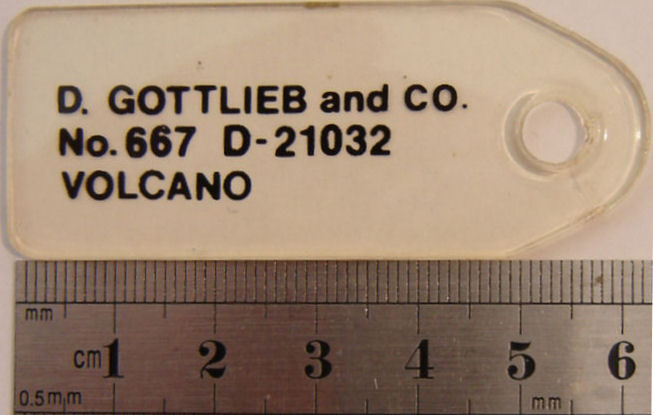 D. GOTTLIEB and CO.
No. 667 D-21032
VOLCANO
mm
cm 1 2 3 4 5 6
0.5mm mm